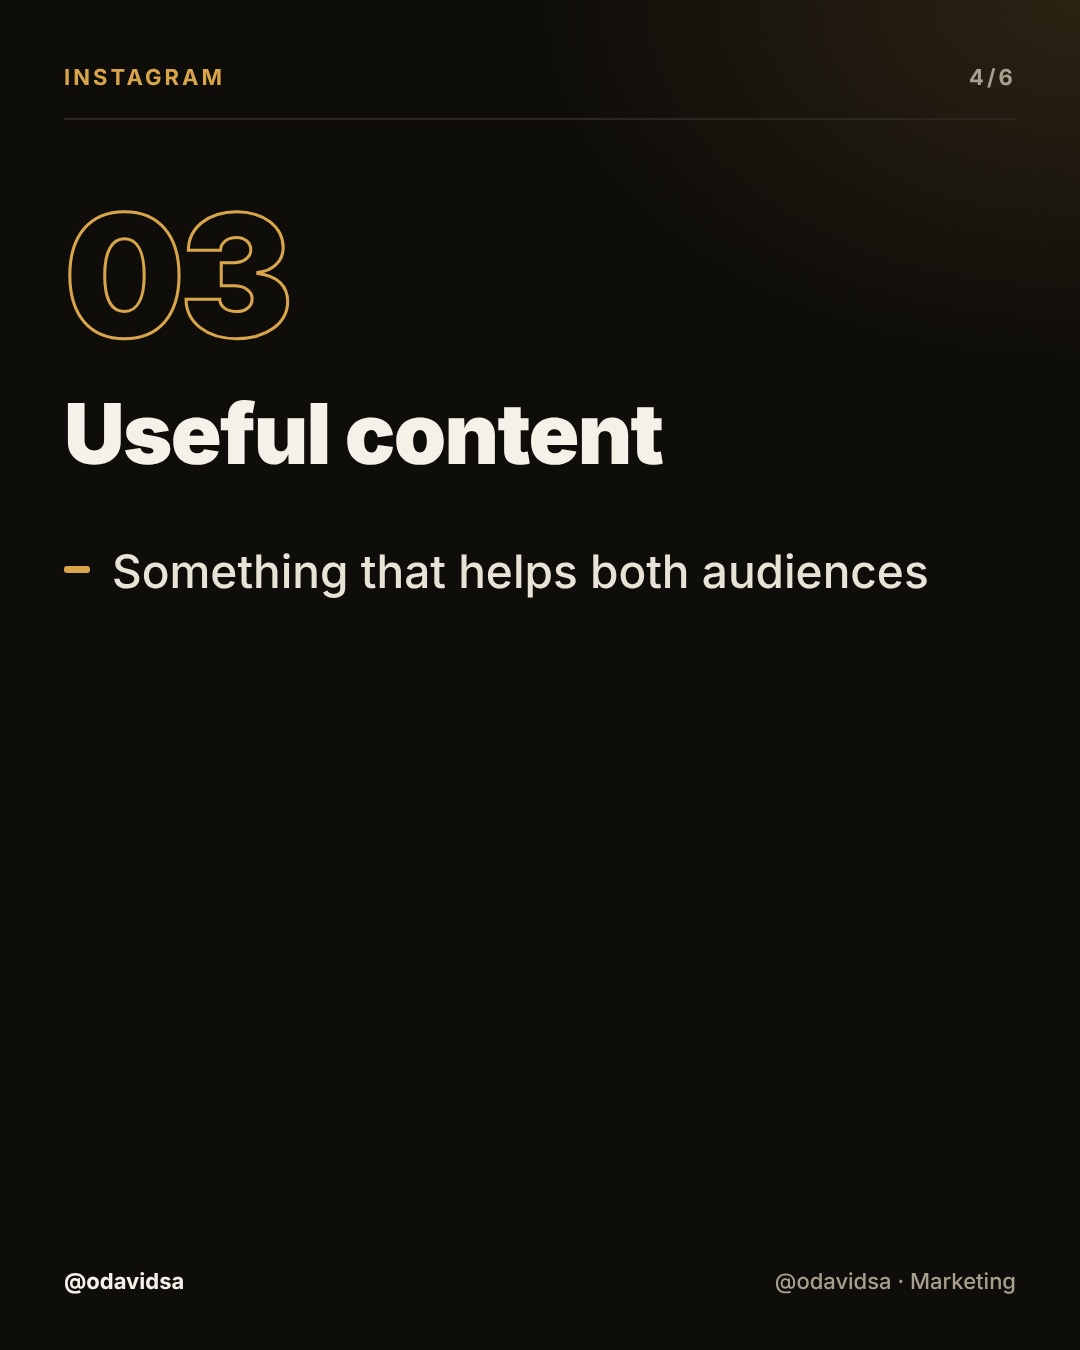 INSTAGRAM
4/6
03
Useful content
Something that helps both audiences
@odavidsa
@odavidsa · Marketing